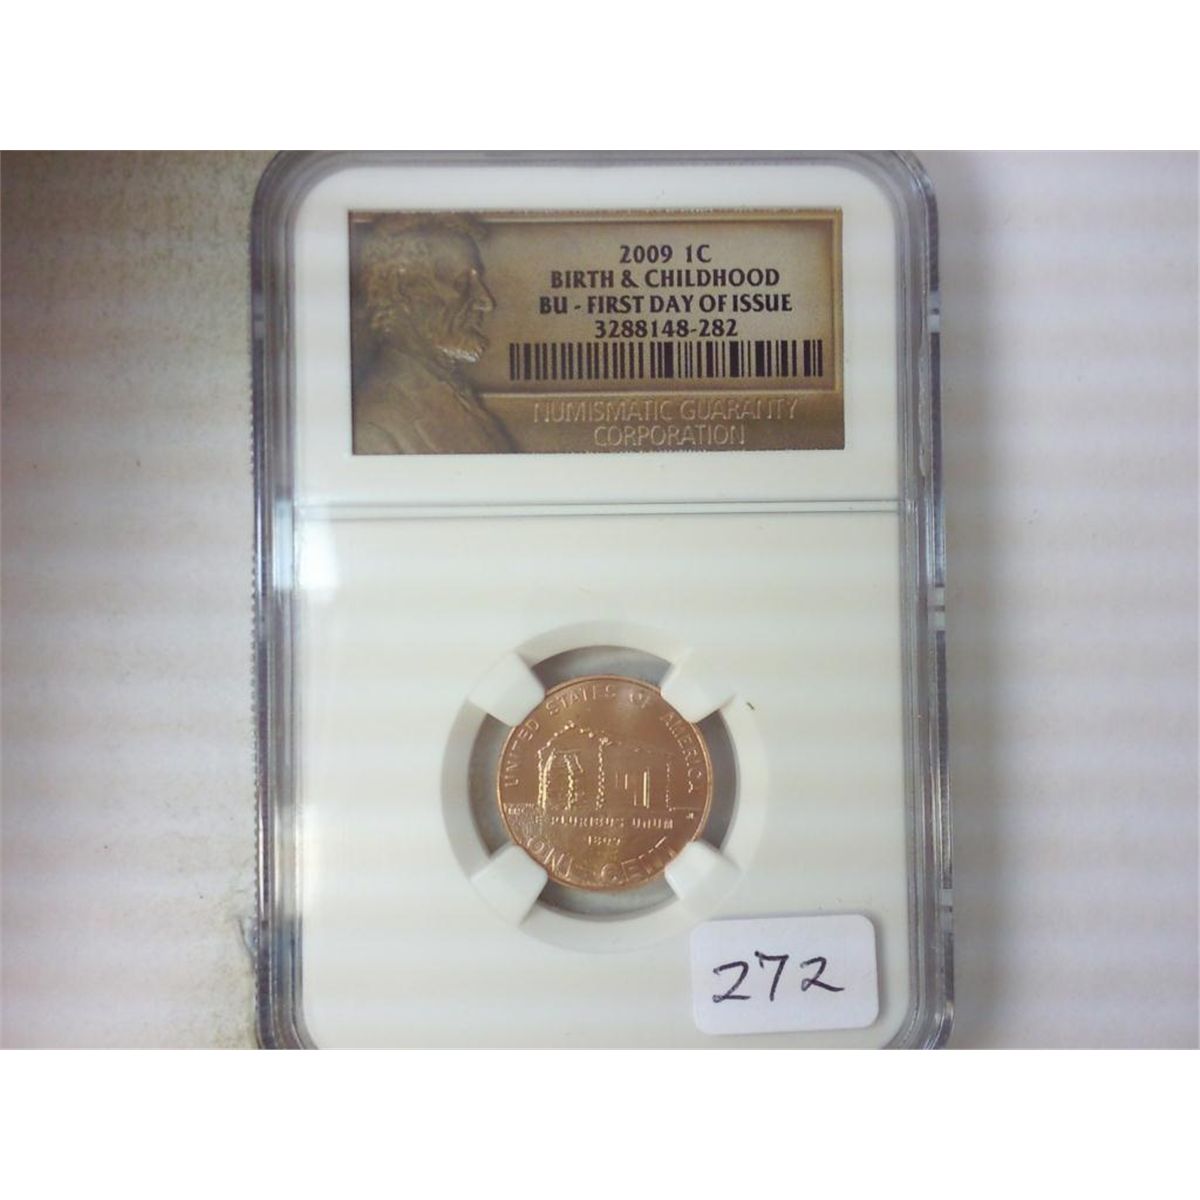 2009 1C
BIRTH & CHILDHOOD
BU - FIRST DAY OF ISSUE
3288148-282
NUMISMATIC GUARANTY
CORPORATION
UNITED STATES OF AMERICA
E PLURIBUS UNUM
1809
ONE CENT
272